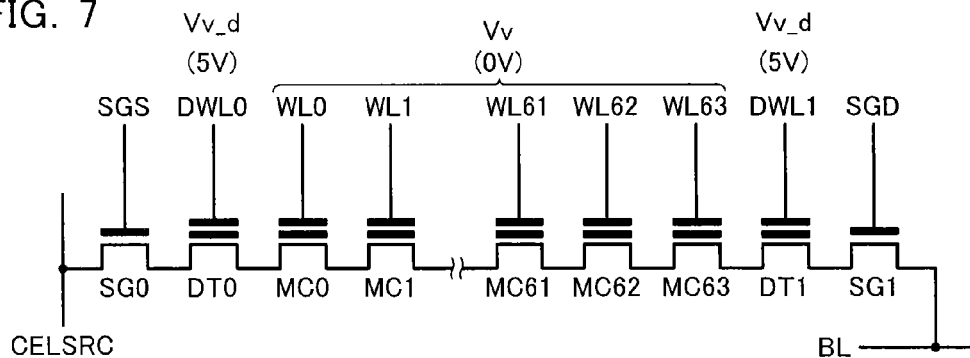 FIG. 7
Vv_d Vv Vv_d
(5V) (0V) (5V)
SGS DWL0 WL0 WL1 WL61 WL62 WL63 DWL1 SGD
SG0 DT0 MC0 MC1 MC61 MC62 MC63 DT1 SG1
CELSRC BL